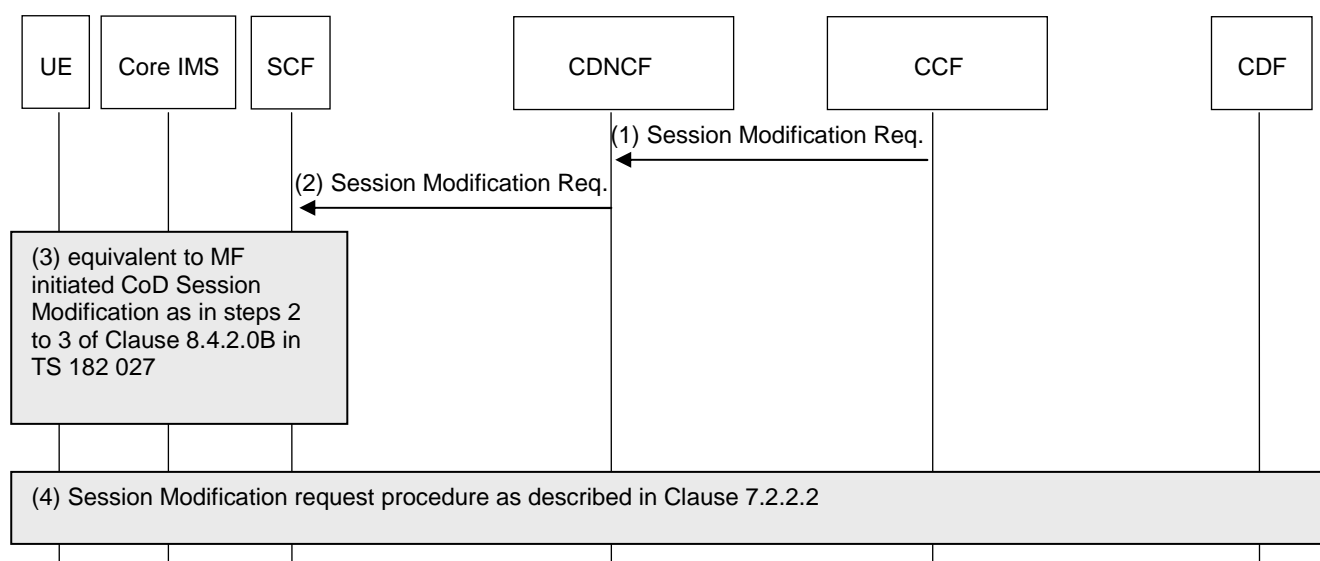 UE
Core IMS
SCF
CDNCF
CCF
CDF
(1) Session Modification Req.
(2) Session Modification Req.
(3) equivalent to MF
initiated CoD Session
Modification as in steps 2
to 3 of Clause 8.4.2.0B in
TS 182 027
(4) Session Modification request procedure as described in Clause 7.2.2.2